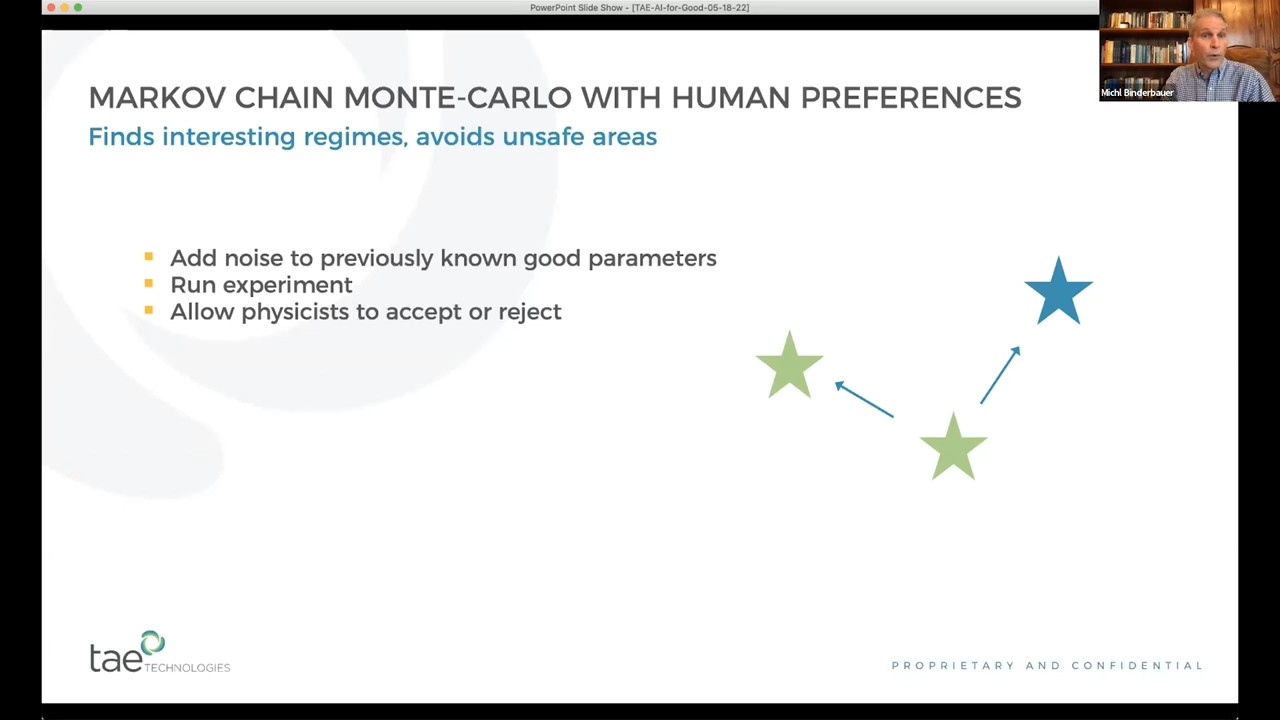 PowerPoint Slide Show - [TAE-AI-for-Good-05-18-22]
Michl Binderbauer
MARKOV CHAIN MONTE-CARLO WITH HUMAN PREFERENCES
Finds interesting regimes, avoids unsafe areas
Add noise to previously known good parameters
Run experiment
Allow physicists to accept or reject
tae TECHNOLOGIES
PROPRIETARY AND CONFIDENTIAL